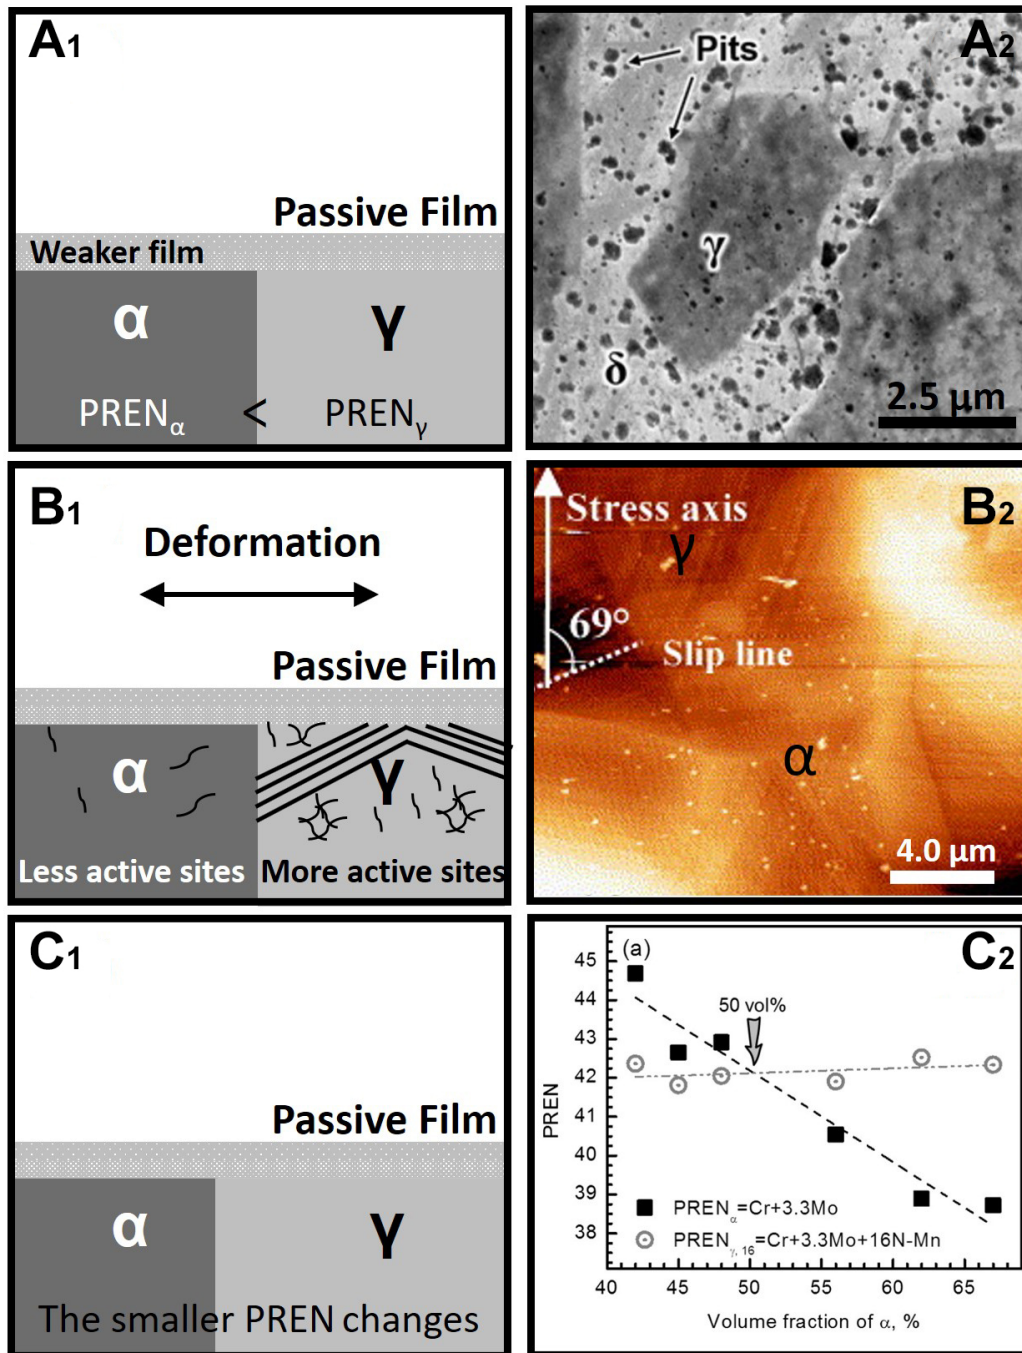 A1
Passive Film
Weaker film
α
γ
PRENα < PRENγ
A2
Pits
γ
δ
2.5 μm
B1
Deformation
Passive Film
α
γ
Less active sites
More active sites
B2
Stress axis
γ
69°
Slip line
α
4.0 μm
C1
Passive Film
α
γ
The smaller PREN changes
C2
(a)
45
44
43
42
41
40
39
38
PREN
50 vol%
PRENα=Cr+3.3Mo
PRENγ, 16=Cr+3.3Mo+16N-Mn
40 45 50 55 60 65
Volume fraction of α, %